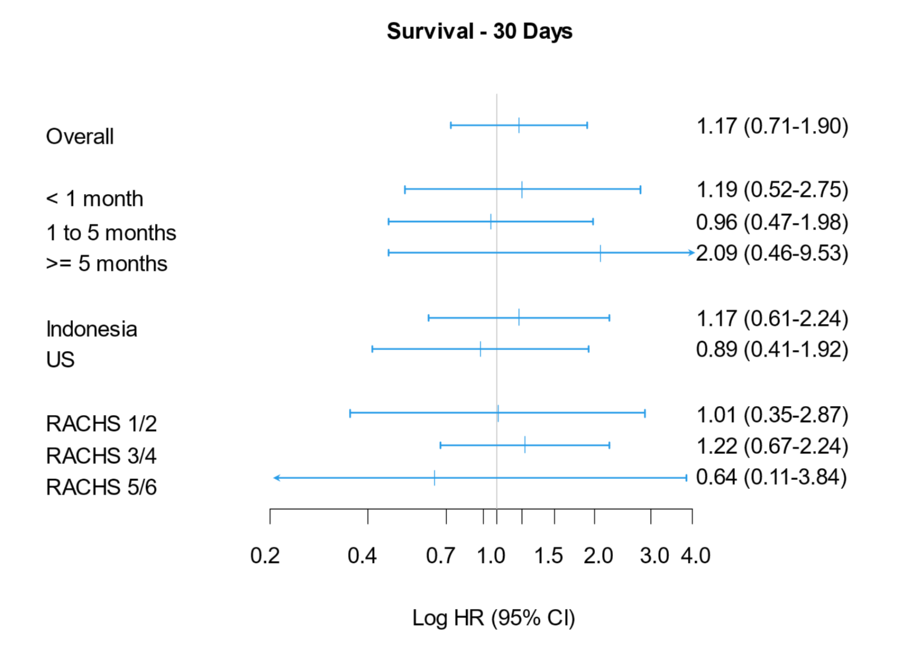 Survival - 30 Days
Overall 1.17 (0.71-1.90)
< 1 month 1.19 (0.52-2.75)
1 to 5 months 0.96 (0.47-1.98)
>= 5 months 2.09 (0.46-9.53)
Indonesia 1.17 (0.61-2.24)
US 0.89 (0.41-1.92)
RACHS 1/2 1.01 (0.35-2.87)
RACHS 3/4 1.22 (0.67-2.24)
RACHS 5/6 0.64 (0.11-3.84)
0.2 0.4 0.7 1.0 1.5 2.0 3.0 4.0
Log HR (95% CI)